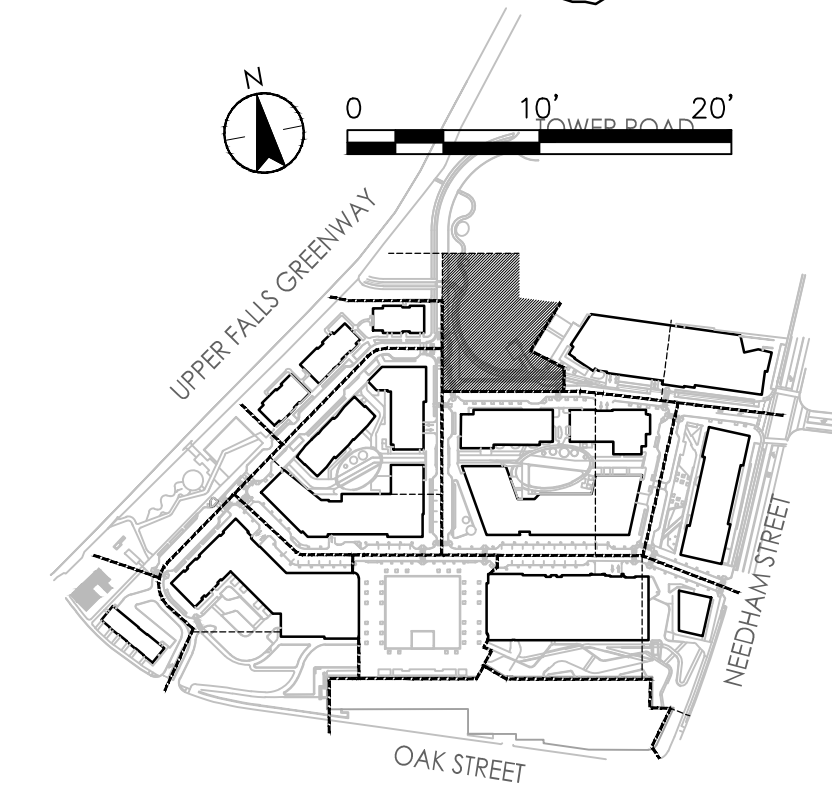 N
0 10' 20'
TOWER ROAD
UPPER FALLS GREENWAY
NEEDHAM STREET
OAK STREET